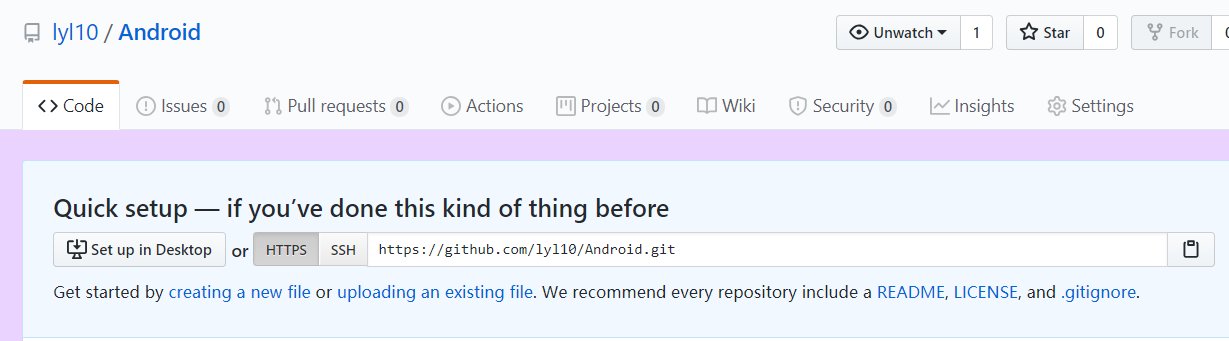 lyl10 / Android
Unwatch 1 Star 0 Fork
Code Issues 0 Pull requests 0 Actions Projects 0 Wiki Security 0 Insights Settings
Quick setup — if you’ve done this kind of thing before
Set up in Desktop or HTTPS SSH https://github.com/lyl10/Android.git
Get started by creating a new file or uploading an existing file. We recommend every repository include a README, LICENSE, and .gitignore.